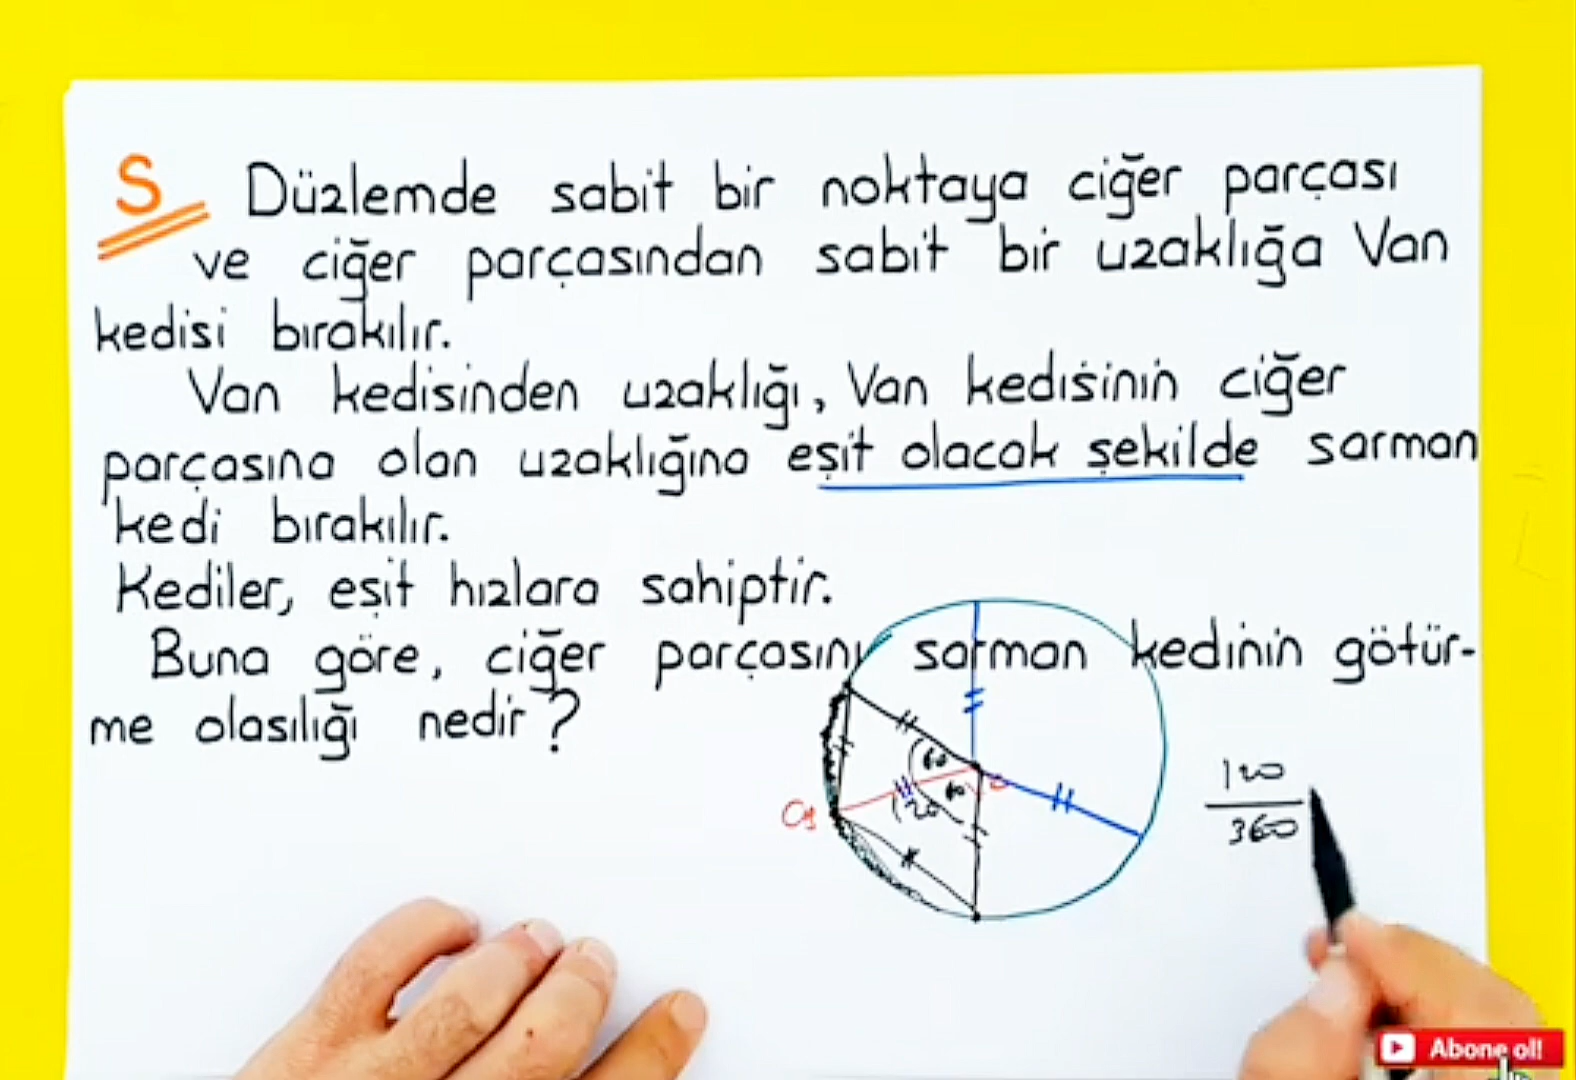 S Düzlemde sabit bir noktaya ciğer parçası
ve ciğer parçasından sabit bir uzaklığa Van
kedisi bırakılır.
Van kedisinden uzaklığı, Van kedisinin ciğer
parçasına olan uzaklığına eşit olacak şekilde sarman
kedi bırakılır.
Kediler, eşit hızlara sahiptir.
Buna göre, ciğer parçasını sarman kedinin götür-
me olasılığı nedir?
60
60
120
120
360
Abone ol!